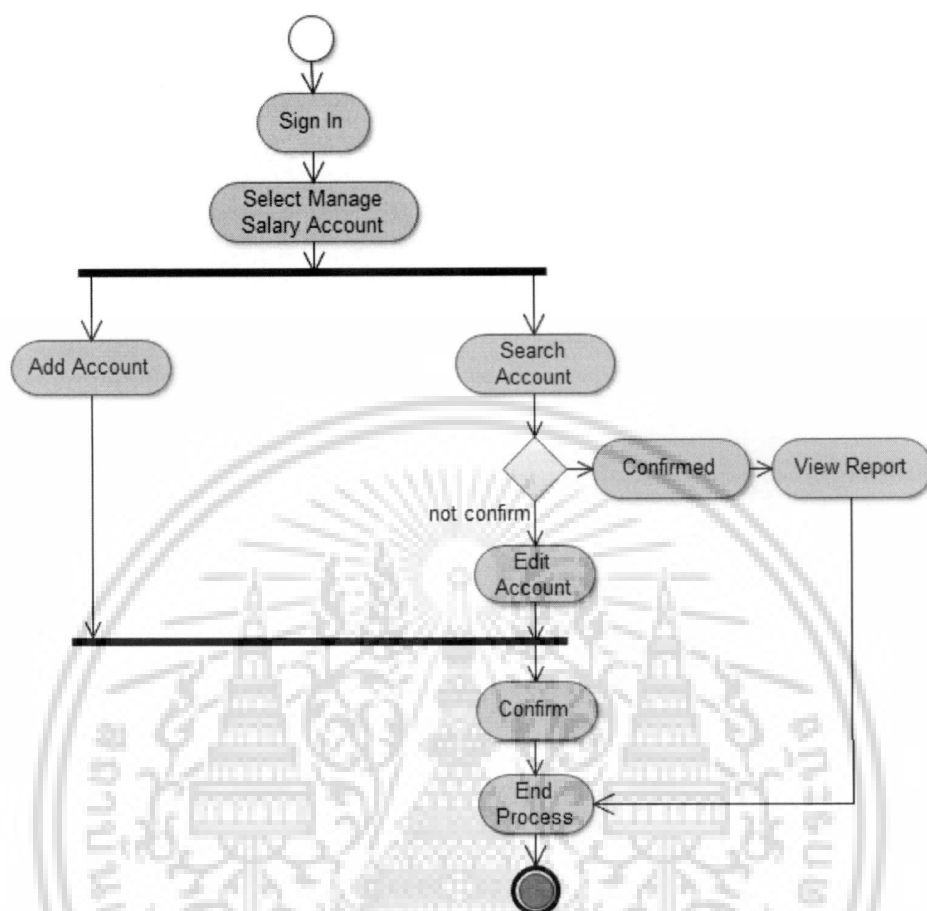 Sign In
Select Manage
Salary Account
Add Account
Search
Account
Confirmed
View Report
not confirm
Edit
Account
Confirm
End
Process